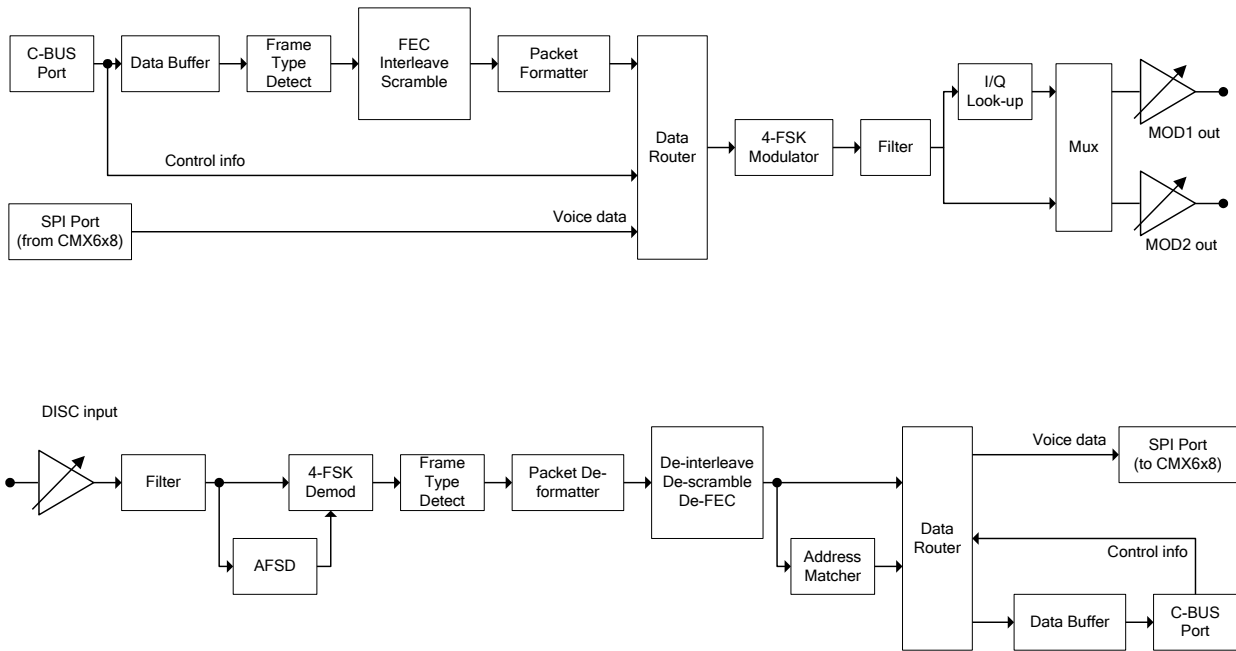 C-BUS
Port
Data Buffer
Frame
Type
Detect
FEC
Interleave
Scramble
Packet
Formatter
Data
Router
4-FSK
Modulator
Filter
I/Q
Look-up
Mux
MOD1 out
MOD2 out
Control info
SPI Port
(from CMX6x8)
Voice data
DISC input
Filter
4-FSK
Demod
AFSD
Frame
Type
Detect
Packet De-
formatter
De-interleave
De-scramble
De-FEC
Address
Matcher
Data
Router
Voice data
SPI Port
(to CMX6x8)
Control info
Data Buffer
C-BUS
Port